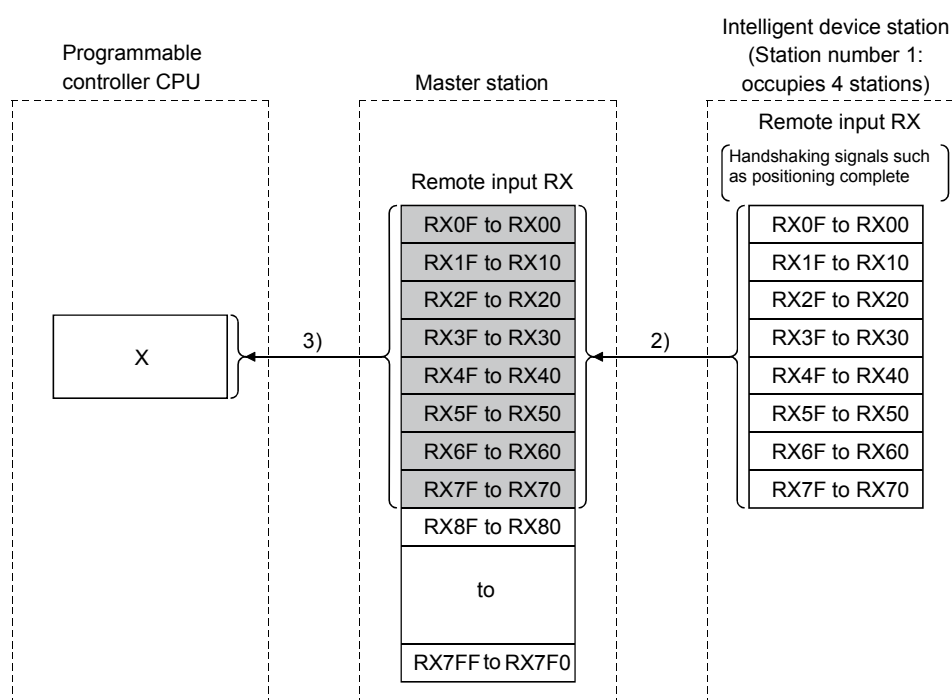 Programmable
controller CPU
Master station
Intelligent device station
(Station number 1:
occupies 4 stations)
Remote input RX
Handshaking signals such
as positioning complete
Remote input RX
RX0F to RX00
RX1F to RX10
RX2F to RX20
RX3F to RX30
RX4F to RX40
RX5F to RX50
RX6F to RX60
RX7F to RX70
RX8F to RX80
to
RX7FF to RX7F0
RX0F to RX00
RX1F to RX10
RX2F to RX20
RX3F to RX30
RX4F to RX40
RX5F to RX50
RX6F to RX60
RX7F to RX70
X
3)
2)